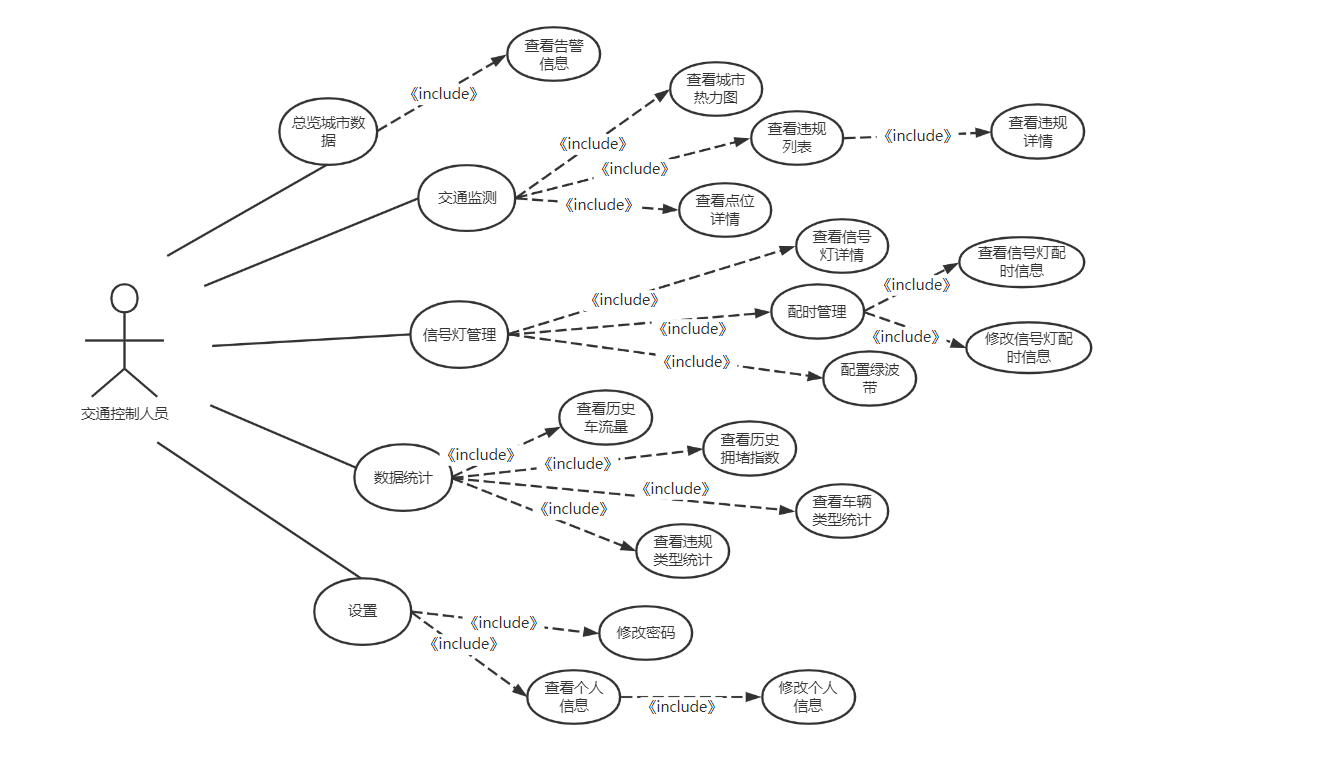 查看告警
信息
《include》
总览城市数
据
查看城市
热力图
《include》
查看违规
列表
《include》
查看违规
详情
《include》
交通监测
查看点位
详情
《include》
查看信号
灯详情
《include》
信号灯管理
配时管理
《include》
查看信号灯配
时信息
《include》
修改信号灯配
时信息
《include》
配置绿波
带
《include》
交通控制人员
查看历史
车流量
《include》
查看历史
拥堵指数
《include》
数据统计
查看车辆
类型统计
《include》
查看违规
类型统计
《include》
设置
修改密码
《include》
《include》
查看个人
信息
《include》
修改个人
信息